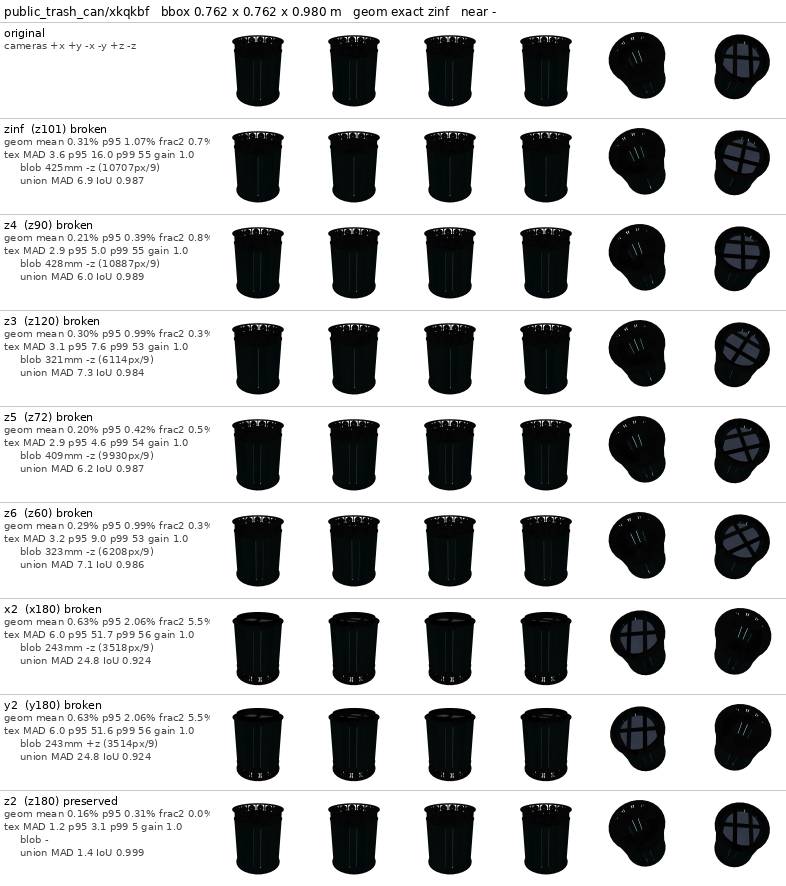 public_trash_can/xkqkbf bbox 0.762 x 0.762 x 0.980 m geom exact zinf near -
original
cameras +x +y -x -y +z -z
zinf (z101) broken
geom mean 0.31% p95 1.07% frac2 0.7%
tex MAD 3.6 p95 16.0 p99 55 gain 1.0
blob 425mm -z (10707px/9)
union MAD 6.9 IoU 0.987
z4 (z90) broken
geom mean 0.21% p95 0.39% frac2 0.8%
tex MAD 2.9 p95 5.0 p99 55 gain 1.0
blob 428mm -z (10887px/9)
union MAD 6.0 IoU 0.989
z3 (z120) broken
geom mean 0.30% p95 0.99% frac2 0.3%
tex MAD 3.1 p95 7.6 p99 53 gain 1.0
blob 321mm -z (6114px/9)
union MAD 7.3 IoU 0.984
z5 (z72) broken
geom mean 0.20% p95 0.42% frac2 0.5%
tex MAD 2.9 p95 4.6 p99 54 gain 1.0
blob 409mm -z (9930px/9)
union MAD 6.2 IoU 0.987
z6 (z60) broken
geom mean 0.29% p95 0.99% frac2 0.3%
tex MAD 3.2 p95 9.0 p99 53 gain 1.0
blob 323mm -z (6208px/9)
union MAD 7.1 IoU 0.986
x2 (x180) broken
geom mean 0.63% p95 2.06% frac2 5.5%
tex MAD 6.0 p95 51.7 p99 56 gain 1.0
blob 243mm -z (3518px/9)
union MAD 24.8 IoU 0.924
y2 (y180) broken
geom mean 0.63% p95 2.06% frac2 5.5%
tex MAD 6.0 p95 51.6 p99 56 gain 1.0
blob 243mm +z (3514px/9)
union MAD 24.8 IoU 0.924
z2 (z180) preserved
geom mean 0.16% p95 0.31% frac2 0.0%
tex MAD 1.2 p95 3.1 p99 5 gain 1.0
blob -
union MAD 1.4 IoU 0.999